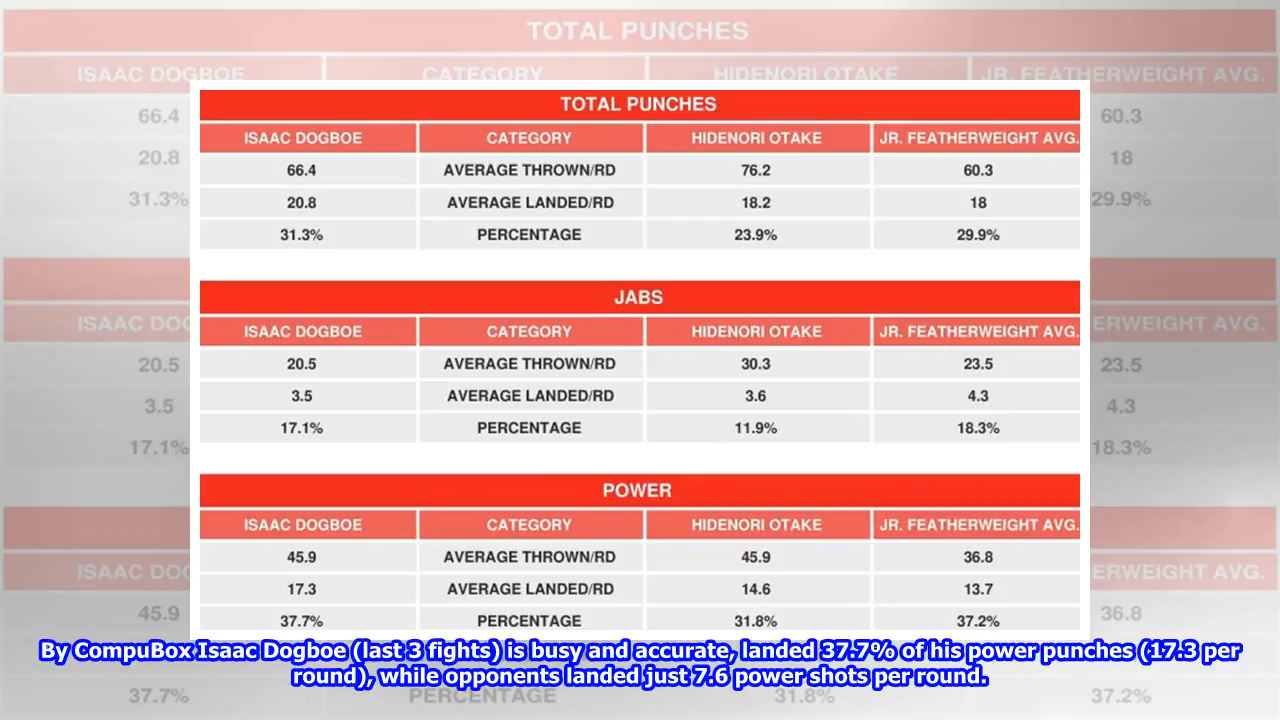 TOTAL PUNCHES
ISAAC DOGBOE CATEGORY HIDENORI OTAKE JR. FEATHERWEIGHT AVG.
66.4 AVERAGE THROWN/RD 76.2 60.3
20.8 AVERAGE LANDED/RD 18.2 18
31.3% PERCENTAGE 23.9% 29.9%
JABS
ISAAC DOGBOE CATEGORY HIDENORI OTAKE JR. FEATHERWEIGHT AVG.
20.5 AVERAGE THROWN/RD 30.3 23.5
3.5 AVERAGE LANDED/RD 3.6 4.3
17.1% PERCENTAGE 11.9% 18.3%
POWER
ISAAC DOGBOE CATEGORY HIDENORI OTAKE JR. FEATHERWEIGHT AVG.
45.9 AVERAGE THROWN/RD 45.9 36.8
17.3 AVERAGE LANDED/RD 14.6 13.7
37.7% PERCENTAGE 31.8% 37.2%
By CompuBox Isaac Dogboe (last 3 fights) is busy and accurate, landed 37.7% of his power punches (17.3 per
round), while opponents landed just 7.6 power shots per round.